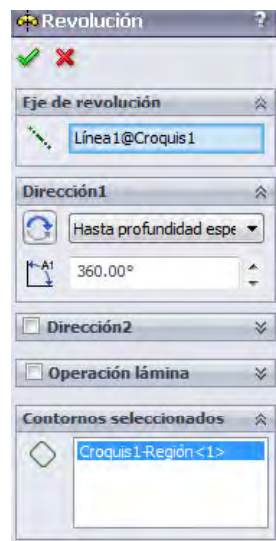 Revolución ?
Eje de revolución
Línea1@Croquis1
Dirección1
Hasta profundidad espe
A1
360.00°
Dirección2
Operación lámina
Contornos seleccionados
Croquis1-Región<1>